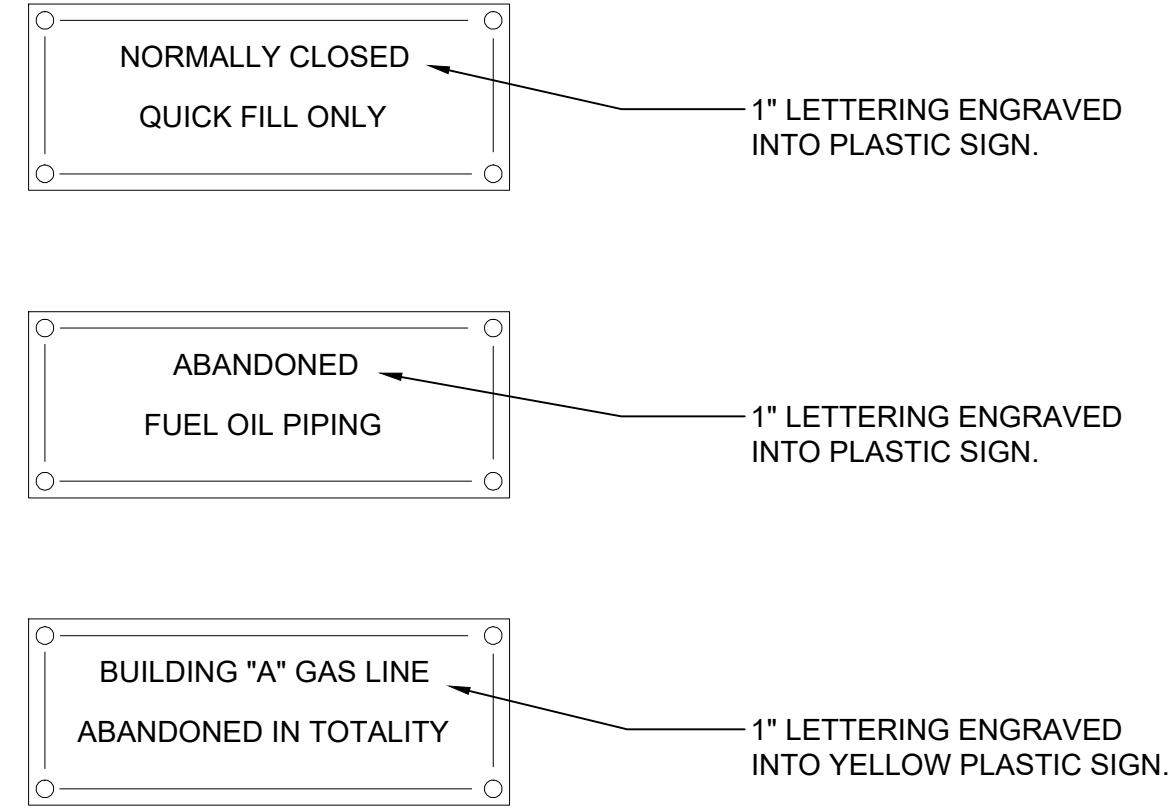 NORMALLY CLOSED
QUICK FILL ONLY
1" LETTERING ENGRAVED
INTO PLASTIC SIGN.
ABANDONED
FUEL OIL PIPING
1" LETTERING ENGRAVED
INTO PLASTIC SIGN.
BUILDING "A" GAS LINE
ABANDONED IN TOTALITY
1" LETTERING ENGRAVED
INTO YELLOW PLASTIC SIGN.